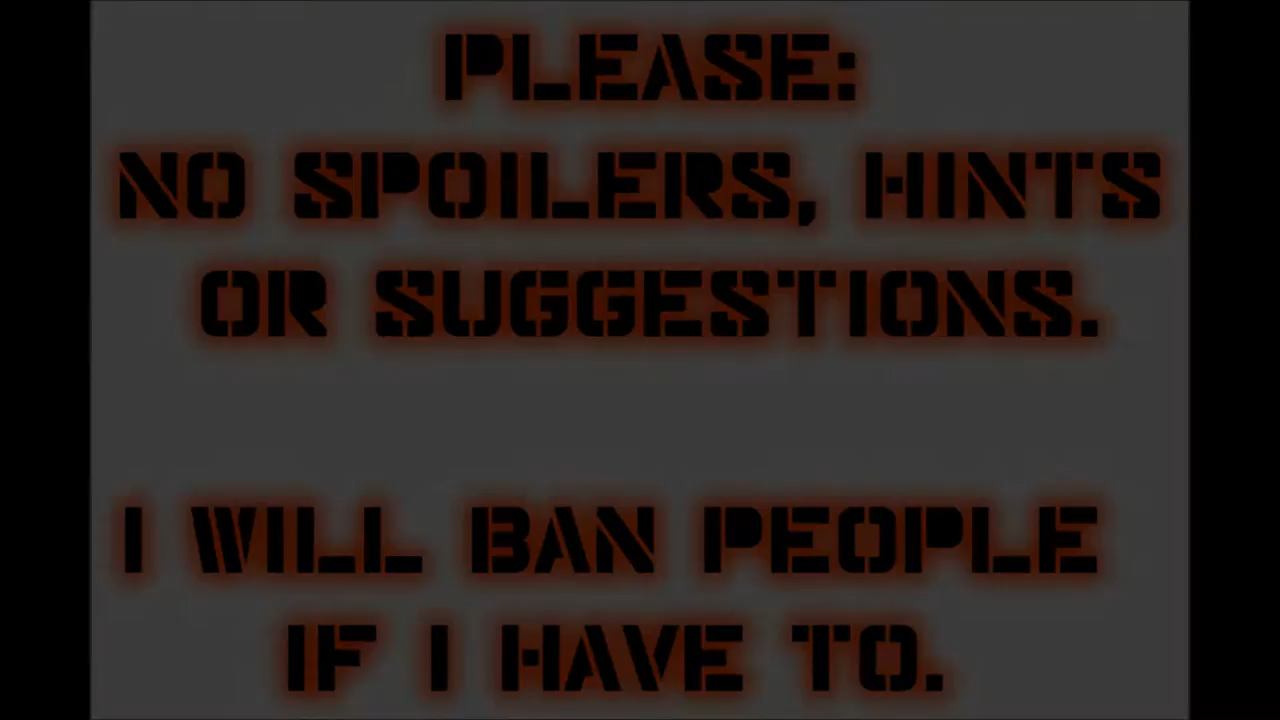 PLEASE:
NO SPOILERS, HINTS
OR SUGGESTIONS.
I WILL BAN PEOPLE
IF I HAVE TO.